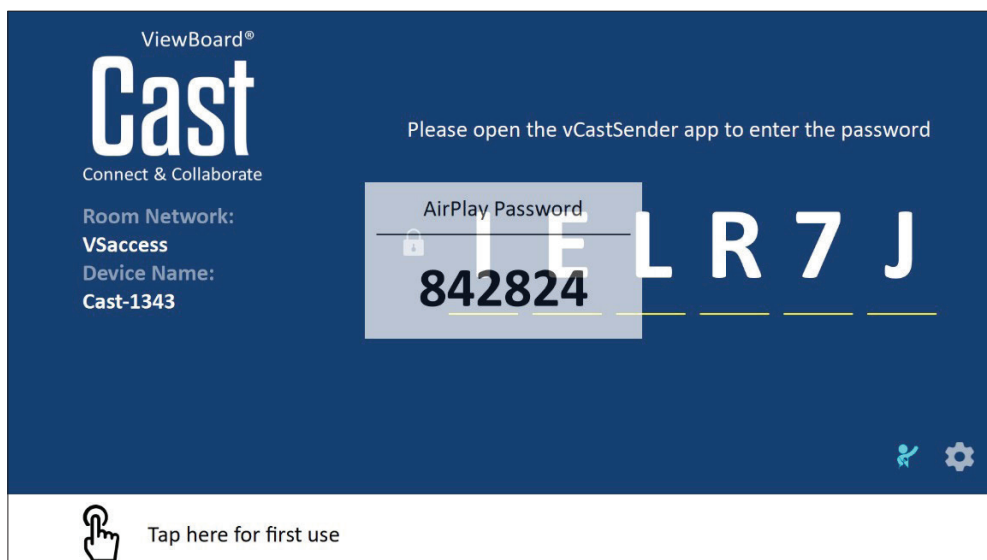 ViewBoard®
Cast
Connect & Collaborate
Room Network:
VSaccess
Device Name:
Cast-1343
Please open the vCastSender app to enter the password
AirPlay Password
842824
I E L R 7 J
Tap here for first use